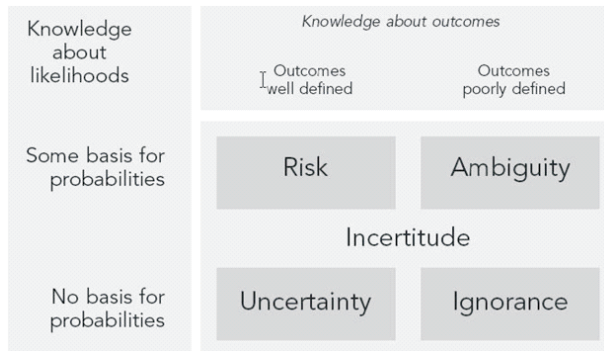 Knowledge
about
likelihoods
Knowledge about outcomes
Outcomes
well defined
Outcomes
poorly defined
Some basis for
probabilities
Risk
Ambiguity
Incertitude
No basis for
probabilities
Uncertainty
Ignorance